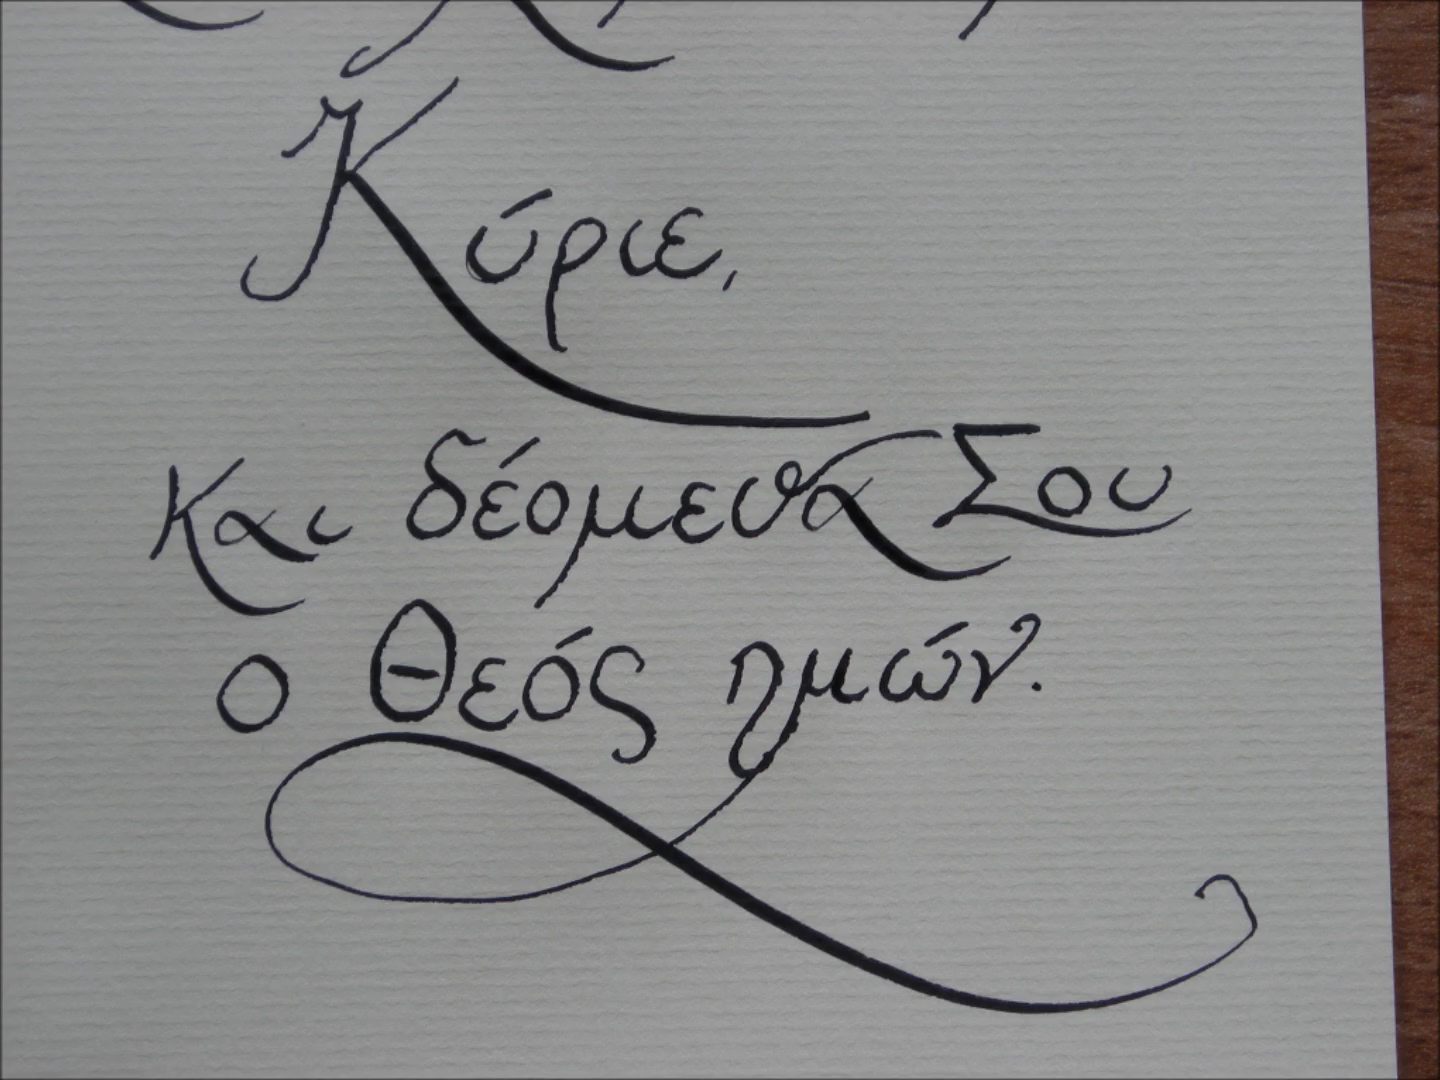 Κύριε,
και δέομεθα Σου
ο Θεός ημών.